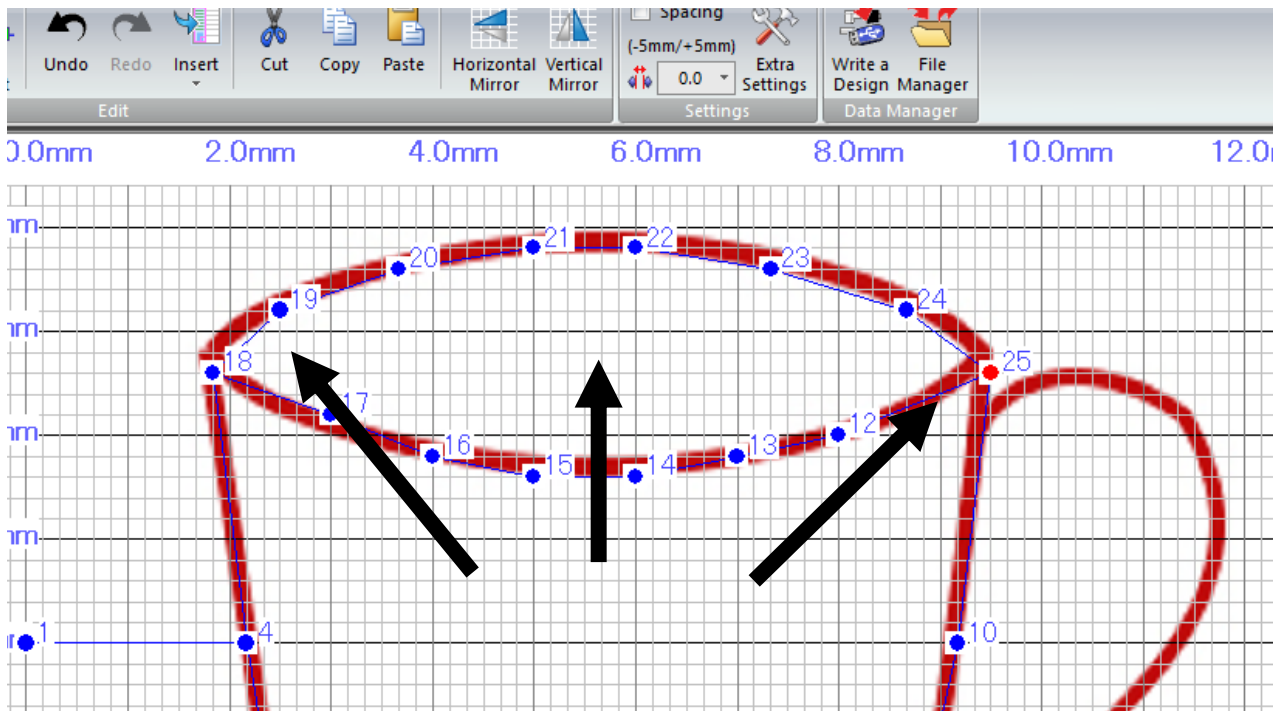 Spacing
(-5mm/+5mm)
Undo Redo Insert Cut Copy Paste Horizontal Mirror Vertical Mirror 0.0 Extra Settings Write a Design File Manager
Edit Settings Data Manager
0.0mm 2.0mm 4.0mm 6.0mm 8.0mm 10.0mm
21 22
20 23
19 24
18 25
17 12
16 13
15 14
1 4 10